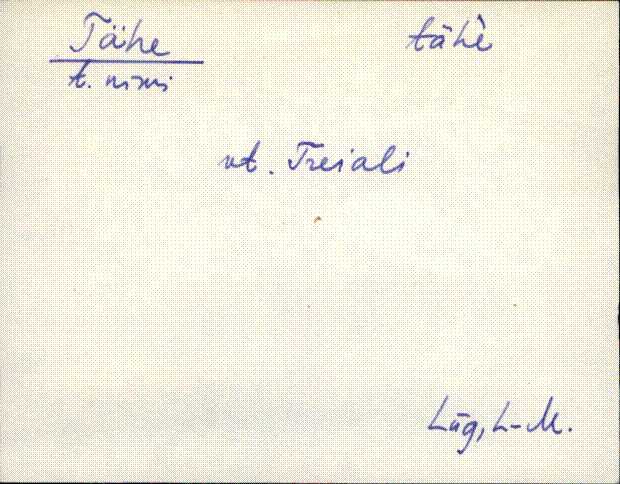 Tähe tähè
t. nimi
vt. Treiali
Lüg, L-M.